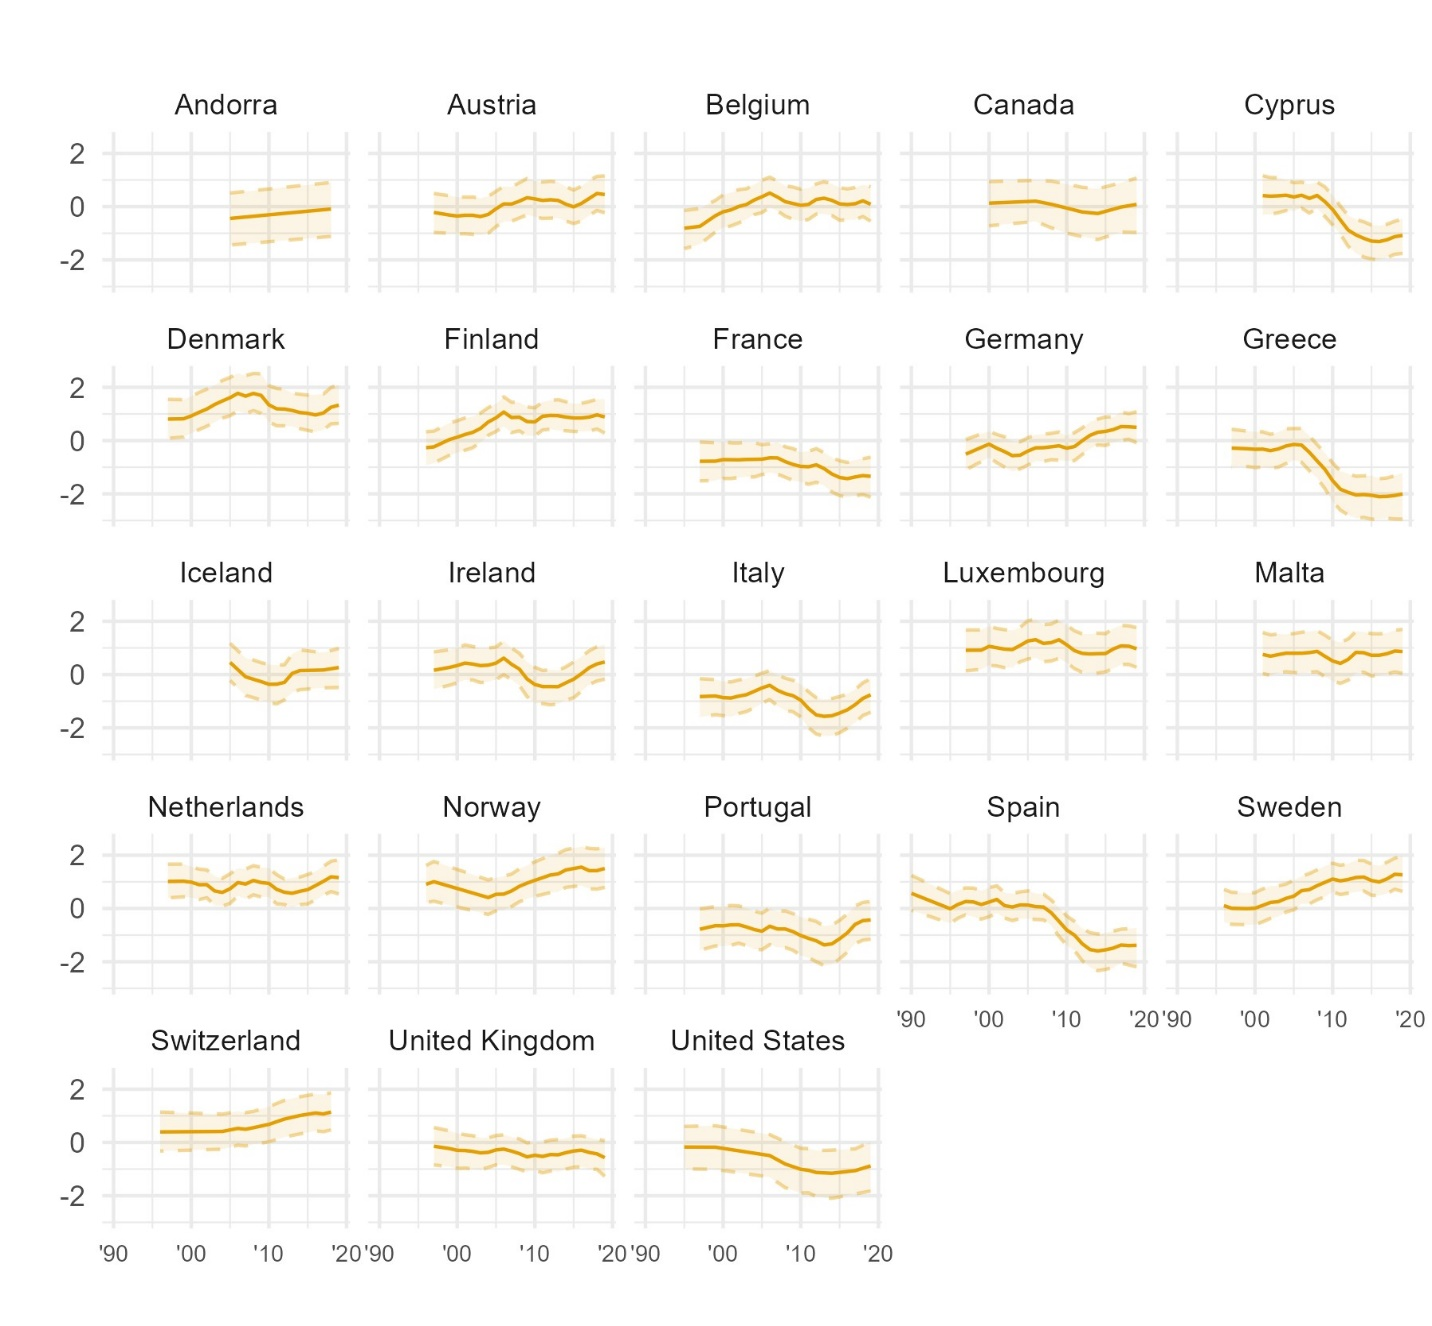 Andorra Austria Belgium Canada Cyprus
2
0
-2
Denmark Finland France Germany Greece
2
0
-2
Iceland Ireland Italy Luxembourg Malta
2
0
-2
Netherlands Norway Portugal Spain Sweden
2
0
-2
'90 '00 '10 '20 '90 '00 '10 '20
Switzerland United Kingdom United States
2
0
-2
'90 '00 '10 '20 '90 '00 '10 '20 '90 '00 '10 '20